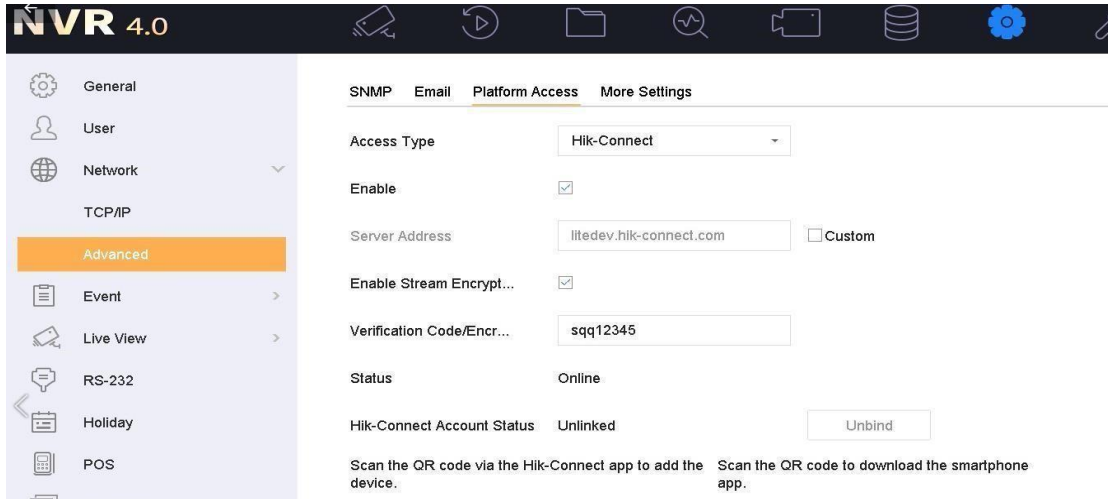 NVR 4.0
General
User
Network
TCP/IP
Advanced
Event
Live View
RS-232
Holiday
POS
SNMP Email Platform Access More Settings
Access Type Hik-Connect
Enable
Server Address litedev.hik-connect.com Custom
Enable Stream Encrypt...
Verification Code/Encr... sqq12345
Status Online
Hik-Connect Account Status Unlinked Unbind
Scan the QR code via the Hik-Connect app to add the
device.
Scan the QR code to download the smartphone
app.